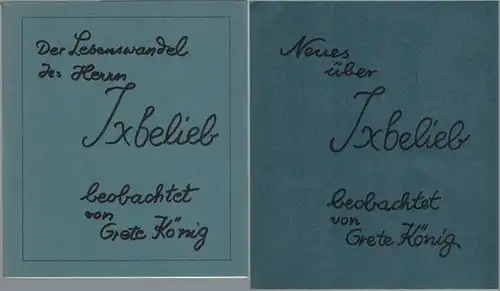 Der Lebenswandel
des Herrn
Ixbelieb
beobachtet
von
Grete König
Neues
über
Ixbelieb
beobachtet
von
Grete König